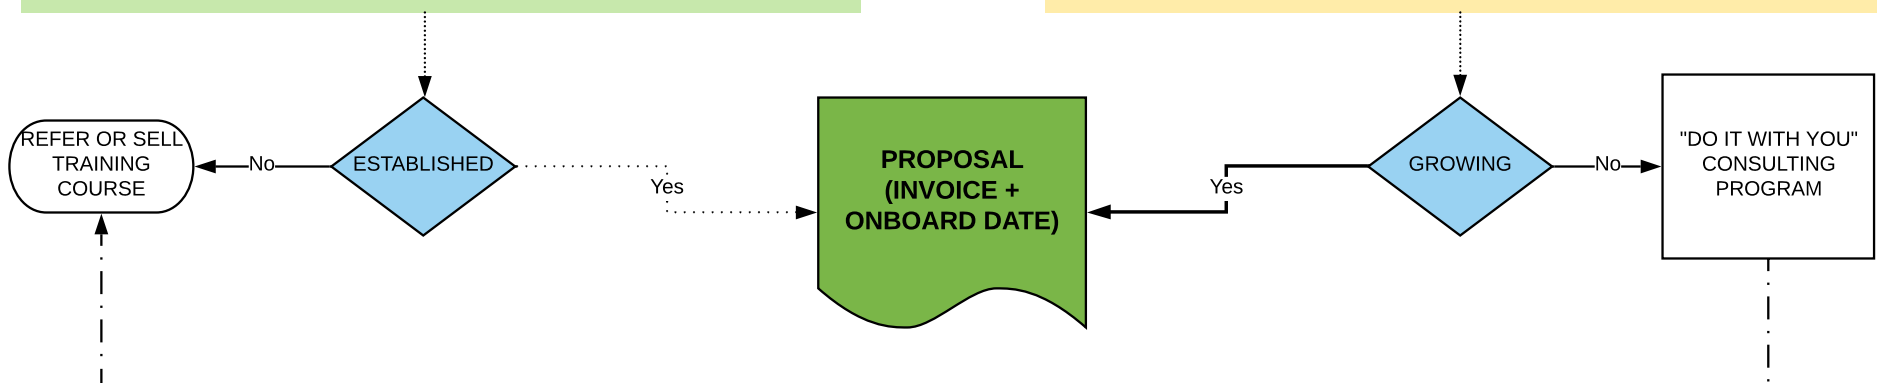 REFER OR SELL
TRAINING
COURSE
No
ESTABLISHED
Yes
PROPOSAL
(INVOICE +
ONBOARD DATE)
Yes
GROWING
No
"DO IT WITH YOU"
CONSULTING
PROGRAM